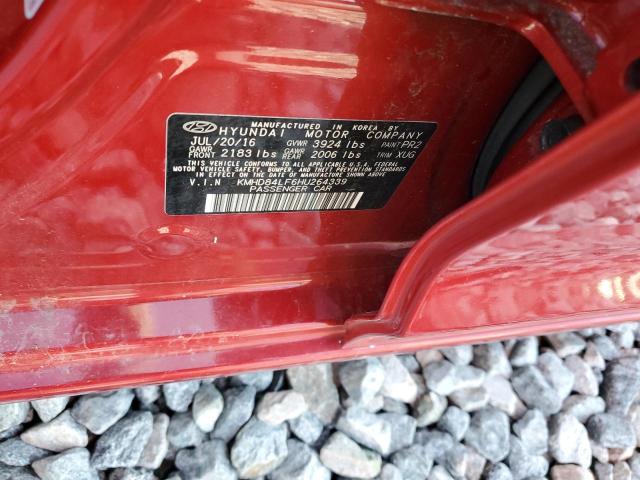 MANUFACTURED IN KOREA BY
HYUNDAI MOTOR COMPANY
JUL/20/16 GVWR 3924 lbs PAINT PR2
GAWR FRONT 2183 lbs GAWR REAR 2006 lbs TRIM XUG
THIS VEHICLE CONFORMS TO ALL APPLICABLE U.S. FEDERAL
MOTOR VEHICLE SAFETY, BUMPER, AND THEFT PREVENTION STANDARDS
IN EFFECT ON THE DATE OF MANUFACTURE SHOWN ABOVE.
V.I.N KMHD84LF6HU264339
PASSENGER CAR